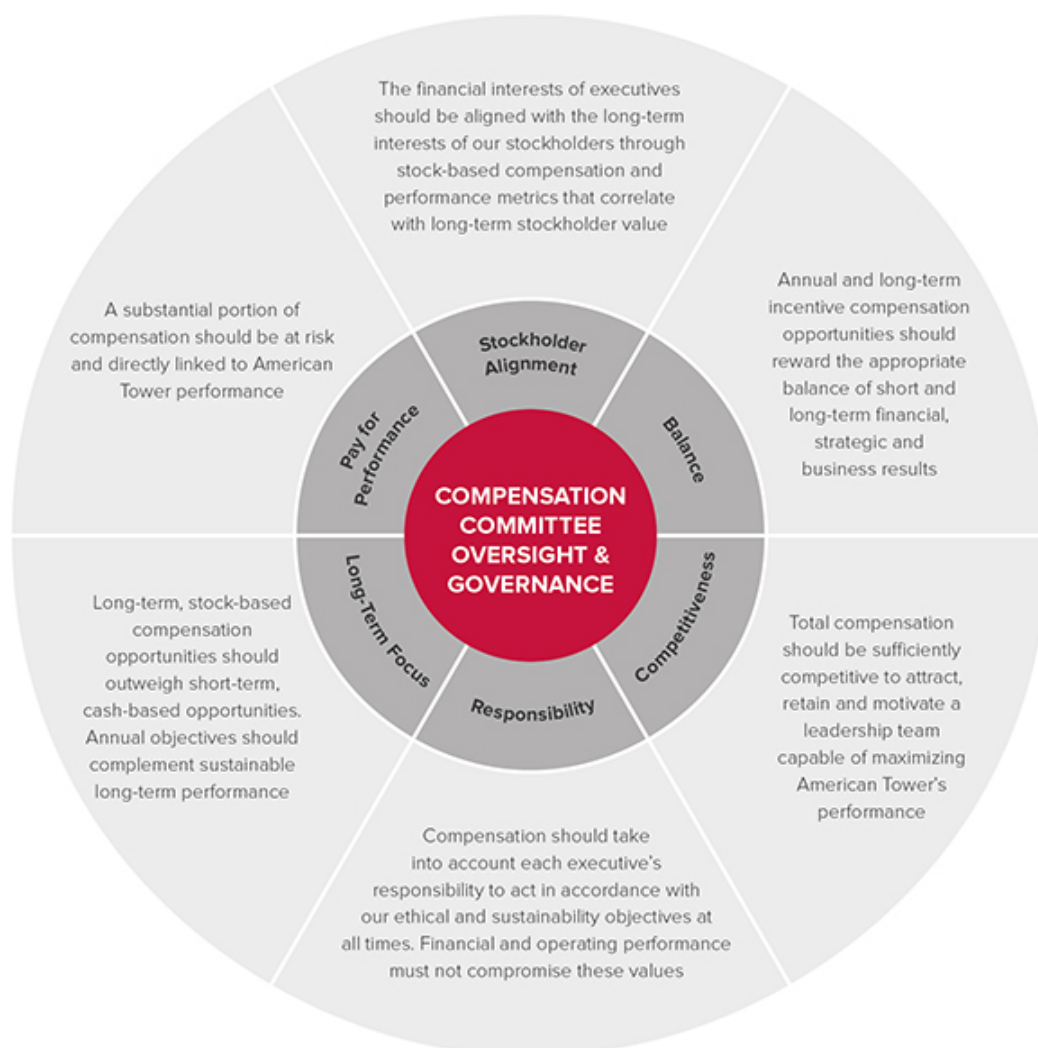 The financial interests of executives
should be aligned with the long-term
interests of our stockholders through
stock-based compensation and
performance metrics that correlate
with long-term stockholder value
Stockholder
Alignment
Annual and long-term
incentive compensation
opportunities should
reward the appropriate
balance of short and
long-term financial,
strategic and
business results
Balance
Total compensation
should be sufficiently
competitive to attract,
retain and motivate a
leadership team
capable of maximizing
American Tower's
performance
Competitiveness
Compensation should take
into account each executive's
responsibility to act in accordance with
our ethical and sustainability objectives at
all times. Financial and operating performance
must not compromise these values
Responsibility
Long-term, stock-based
compensation
opportunities should
outweigh short-term,
cash-based opportunities.
Annual objectives should
complement sustainable
long-term performance
Long-Term Focus
A substantial portion of
compensation should be at risk
and directly linked to American
Tower performance
Pay for
Performance
COMPENSATION
COMMITTEE
OVERSIGHT &
GOVERNANCE